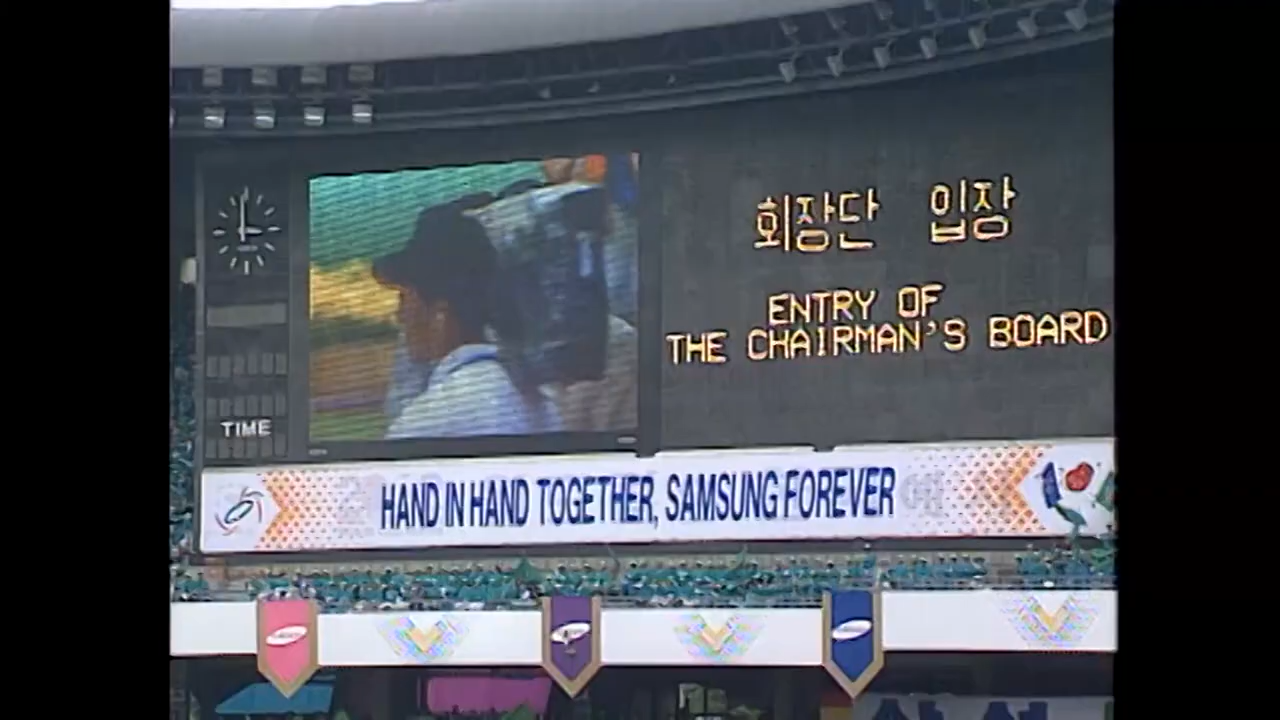 회장단 입장
ENTRY OF
THE CHAIRMAN'S BOARD
TIME
HAND IN HAND TOGETHER, SAMSUNG FOREVER